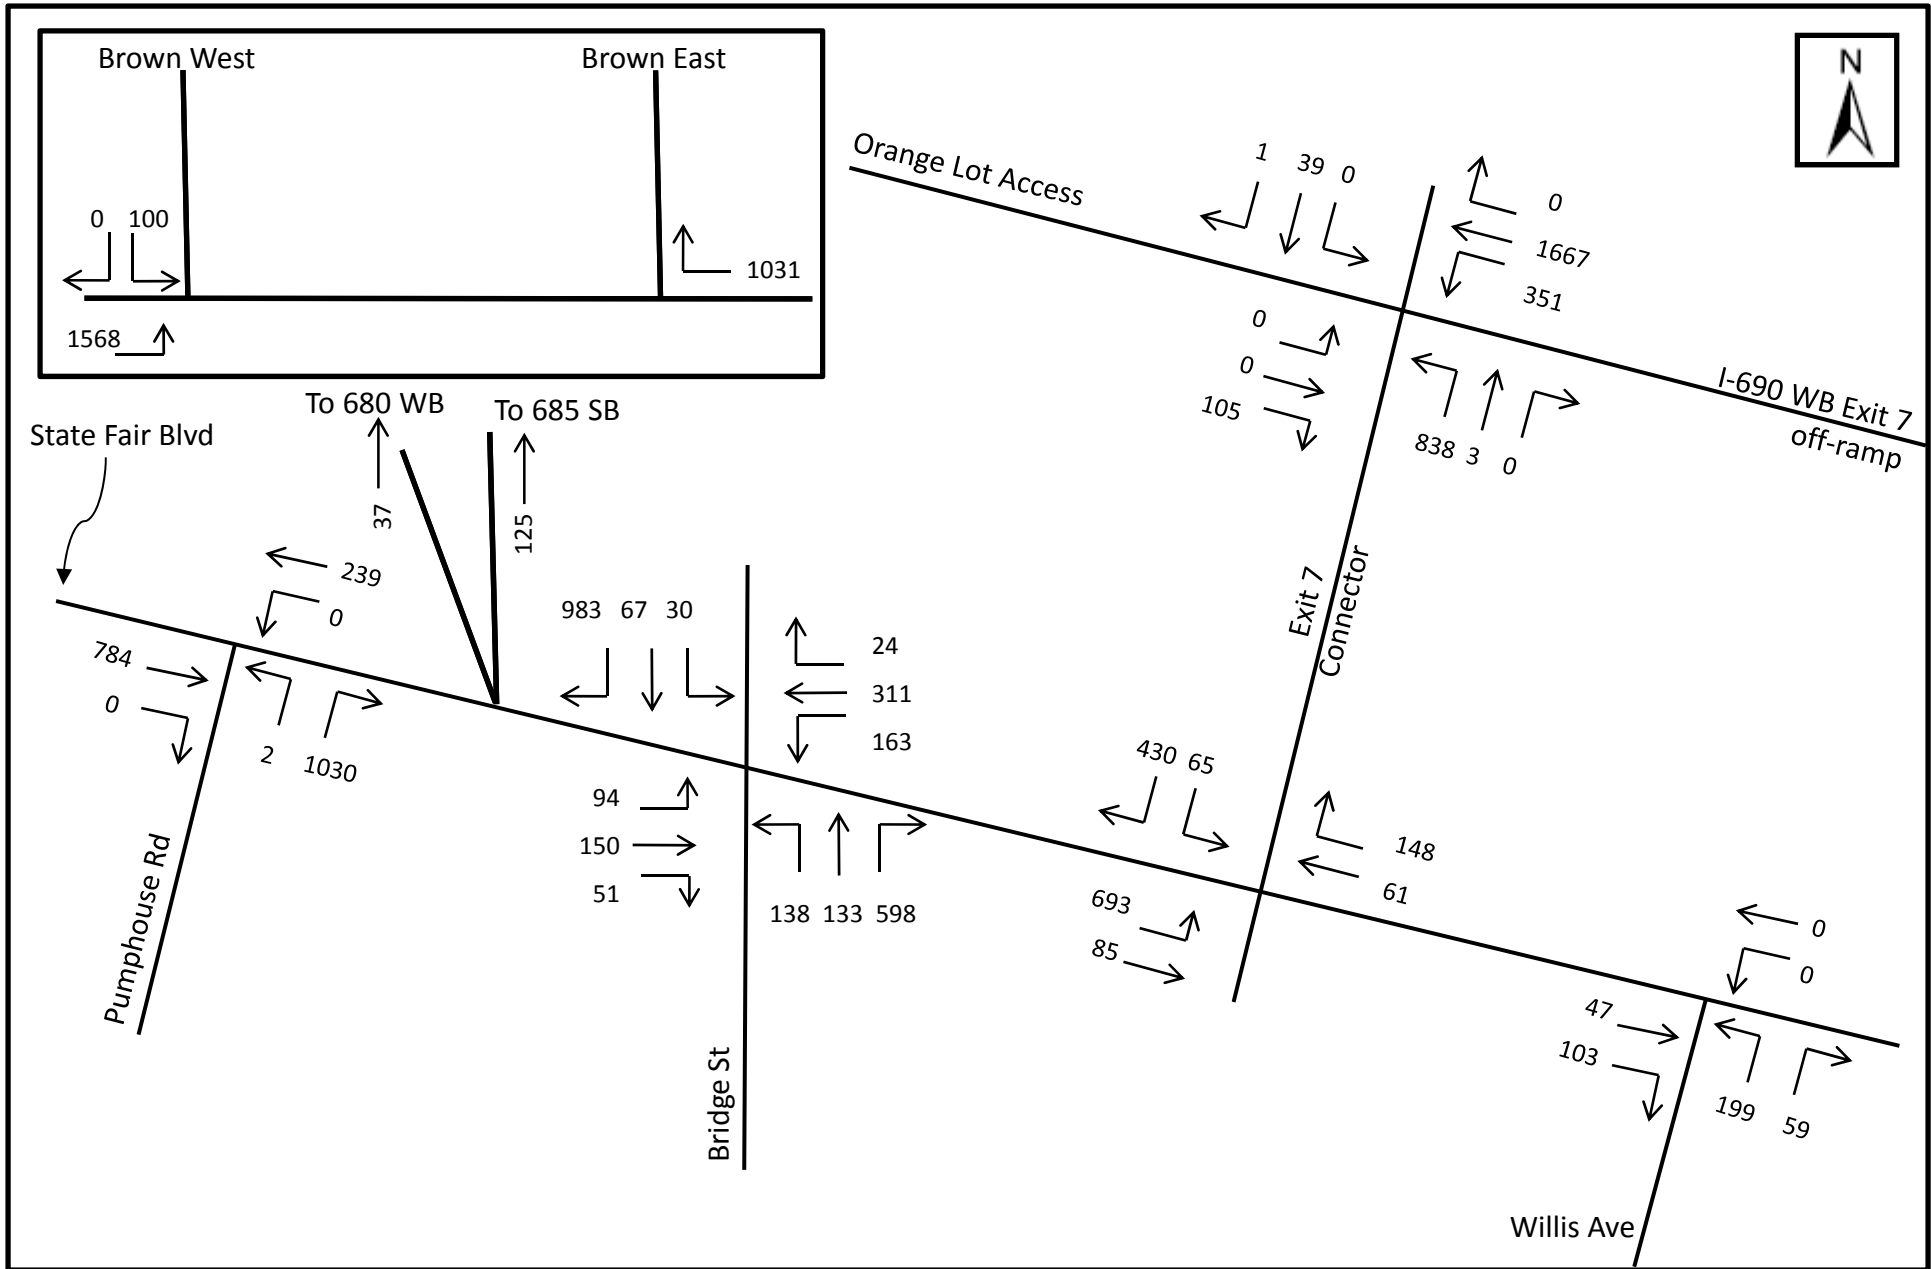 Brown West
Brown East
0 100
1031
1568
N
Orange Lot Access
1 39 0
0
1667
351
0
0
105
838 3 0
I-690 WB Exit 7
off-ramp
To 680 WB
To 685 SB
37
125
State Fair Blvd
239
0
784
0
2 1030
Pumphouse Rd
983 67 30
24
311
163
94
150
51
138 133 598
Bridge St
Exit 7
Connector
430 65
148
61
693
85
0
0
47
103
199 59
Willis Ave